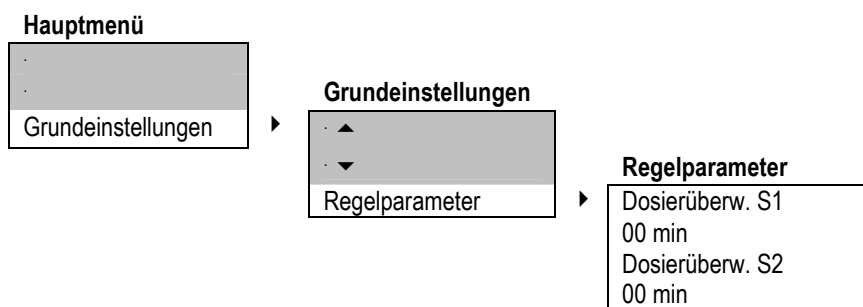 Hauptmenü
Grundeinstellungen
Grundeinstellungen
Regelparameter
Regelparameter
Dosierüberw. S1
00 min
Dosierüberw. S2
00 min